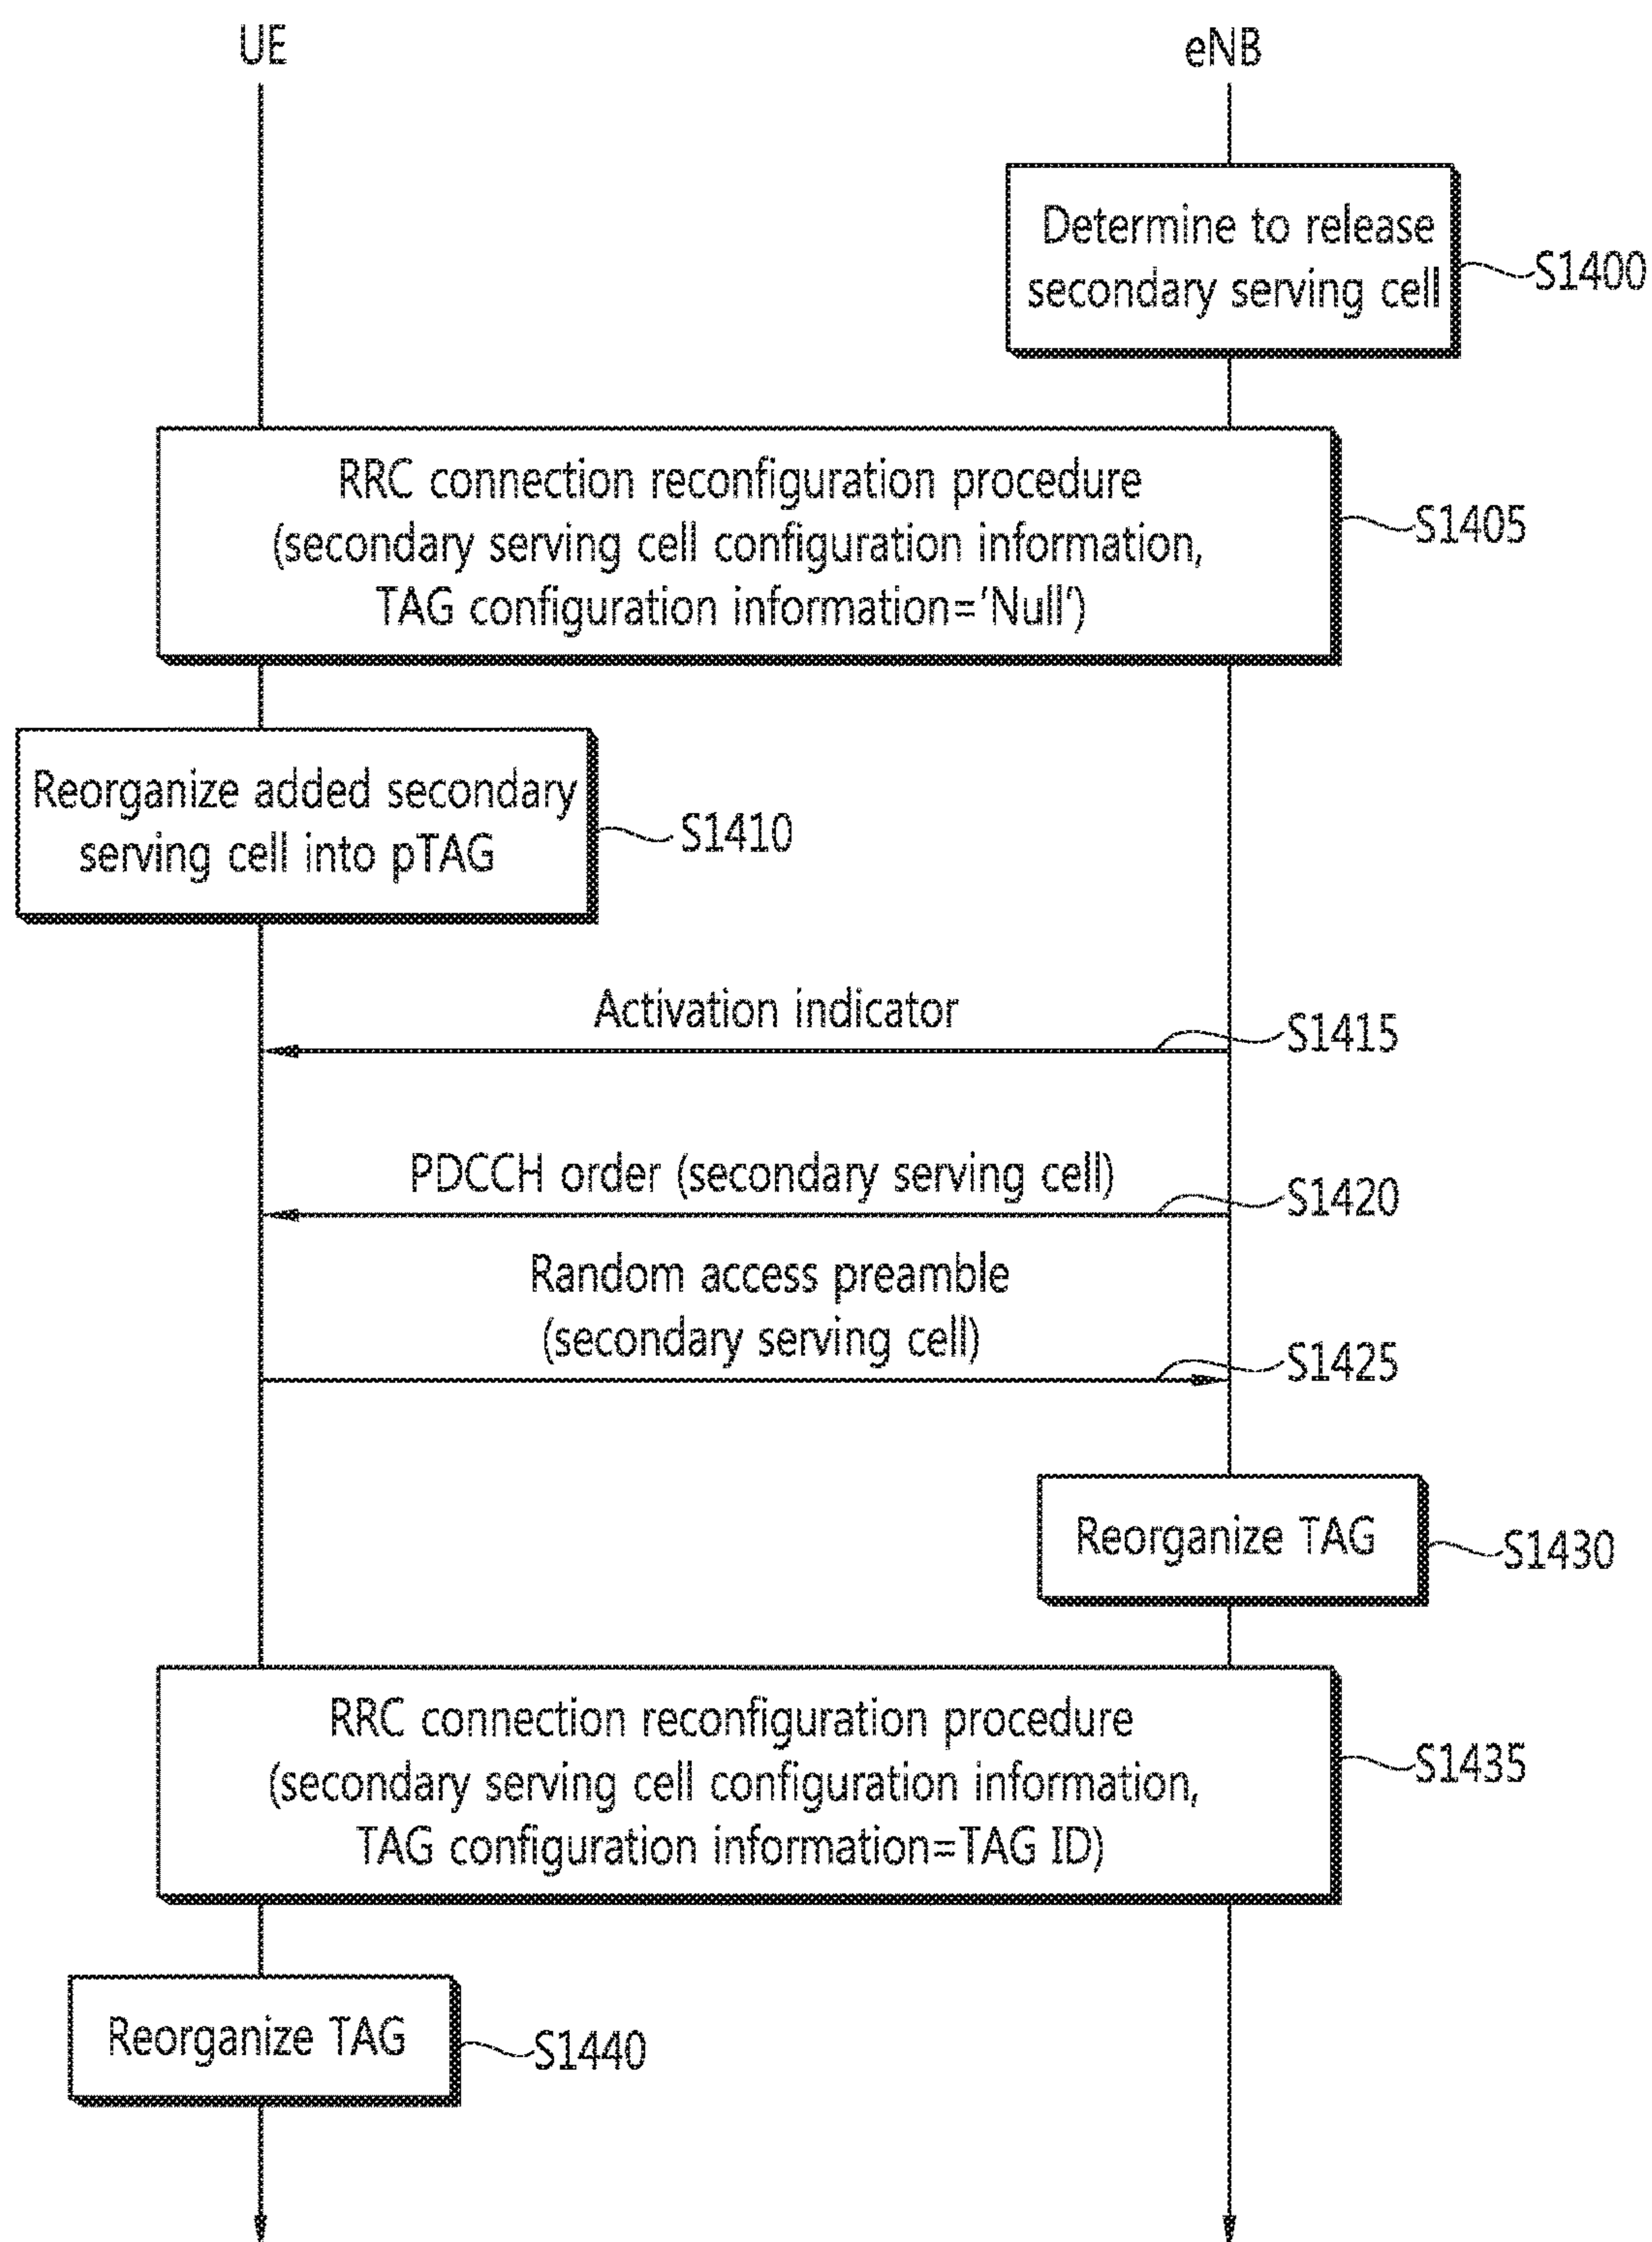 UE
eNB
Determine to release
secondary serving cell
S1400
RRC connection reconfiguration procedure
(secondary serving cell configuration information,
TAG configuration information='Null')
S1405
Reorganize added secondary
serving cell into pTAG
S1410
Activation indicator
S1415
PDCCH order (secondary serving cell)
S1420
Random access preamble
(secondary serving cell)
S1425
Reorganize TAG
S1430
RRC connection reconfiguration procedure
(secondary serving cell configuration information,
TAG configuration information=TAG ID)
S1435
Reorganize TAG
S1440